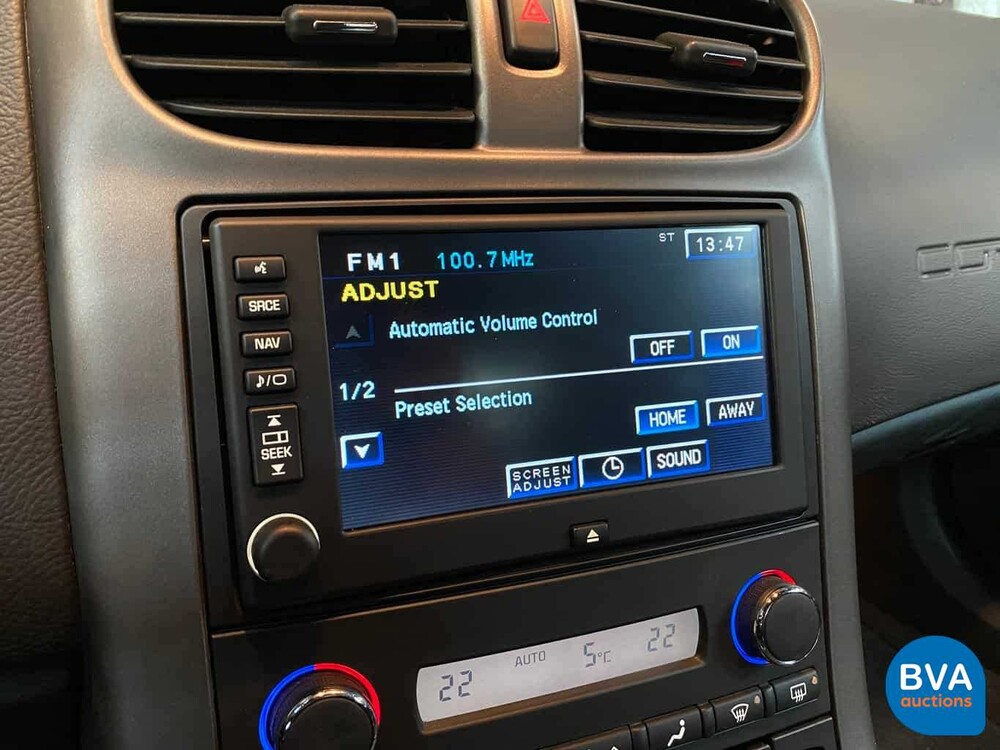 FM1 100.7MHz ST 13:47
ADJUST
Automatic Volume Control
OFF ON
1/2
Preset Selection
HOME AWAY
SCREEN ADJUST
SOUND
SRCE
NAV
SEEK
22 AUTO 5°C 22
BVA
auctions